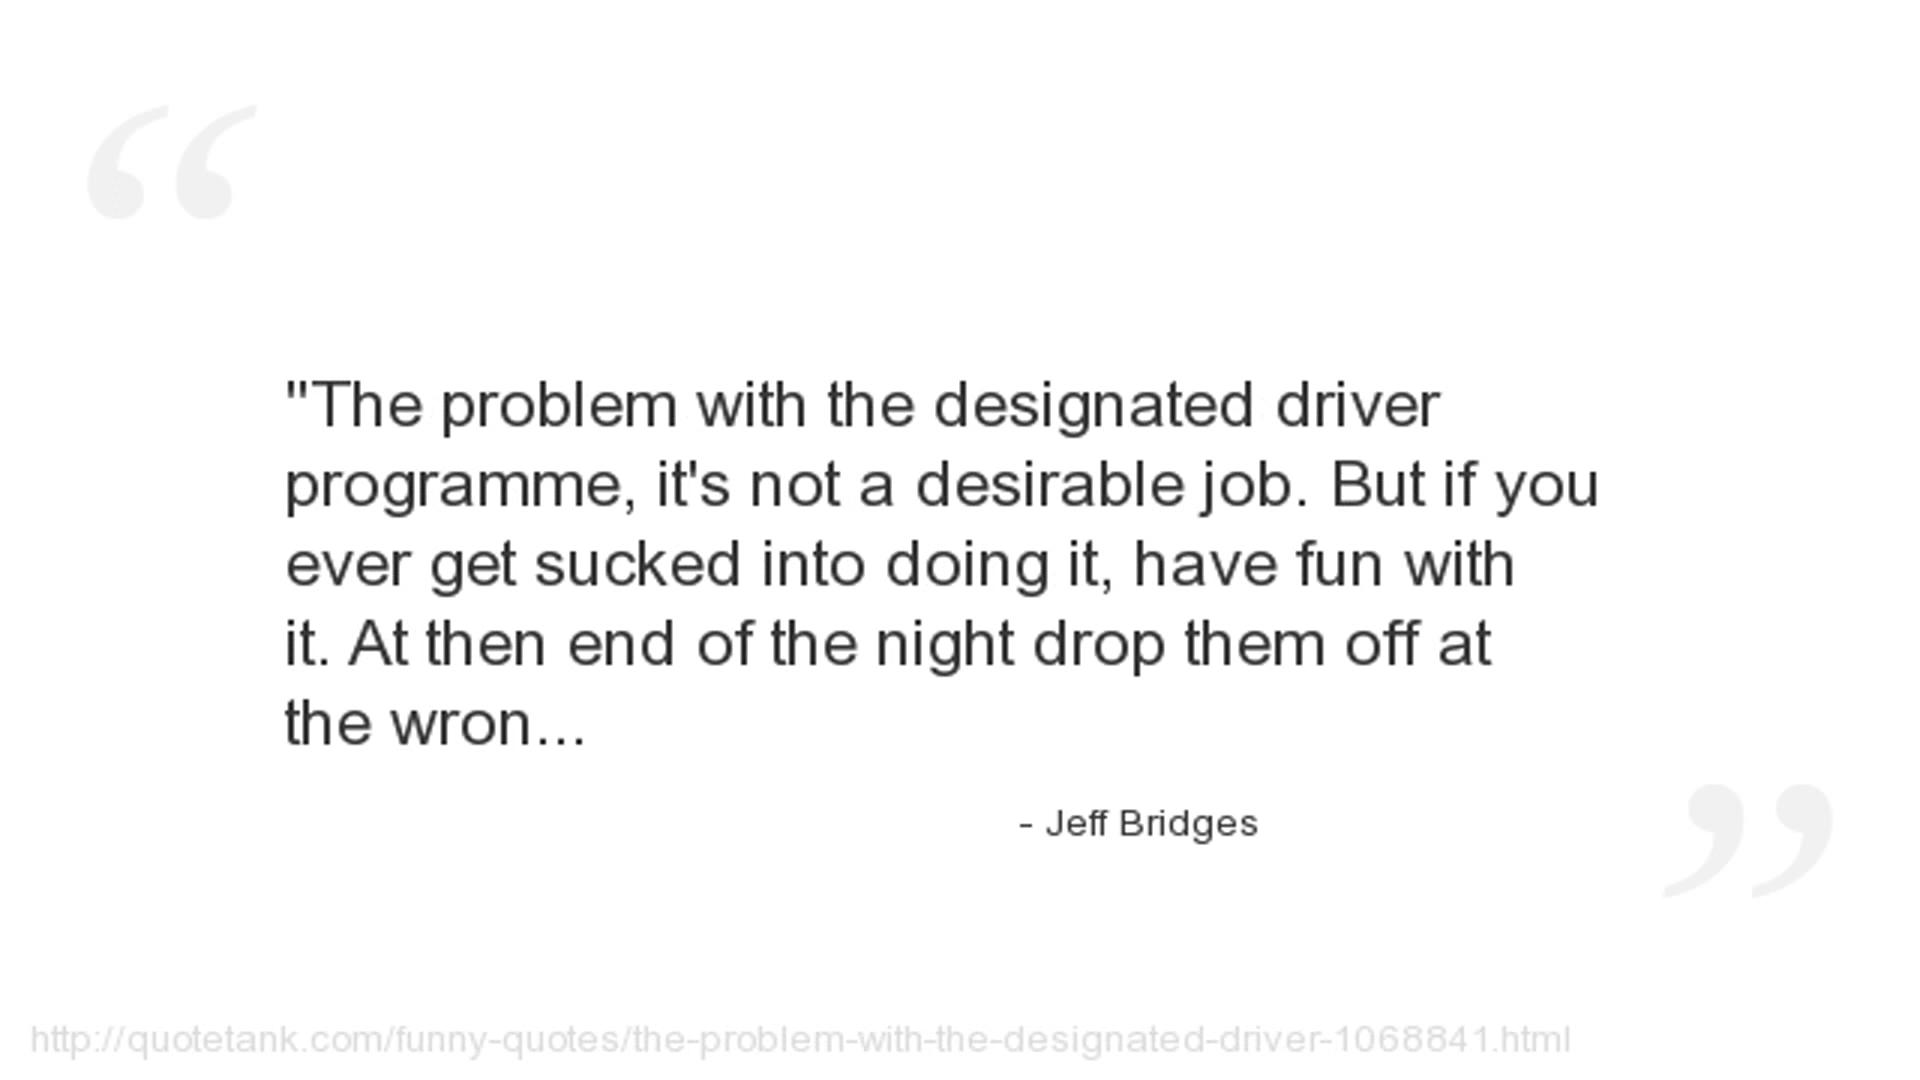 "The problem with the designated driver
programme, it's not a desirable job. But if you
ever get sucked into doing it, have fun with
it. At then end of the night drop them off at
the wron...
- Jeff Bridges
http://quotetank.com/funny-quotes/the-problem-with-the-designated-driver-1068841.html